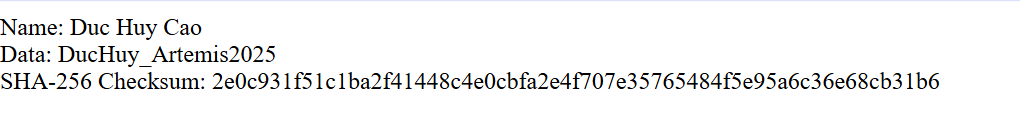 Name: Duc Huy Cao
Data: DucHuy_Artemis2025
SHA-256 Checksum: 2e0c931f51c1ba2f41448c4e0cbfa2e4f707e35765484f5e95a6c36e68cb31b6